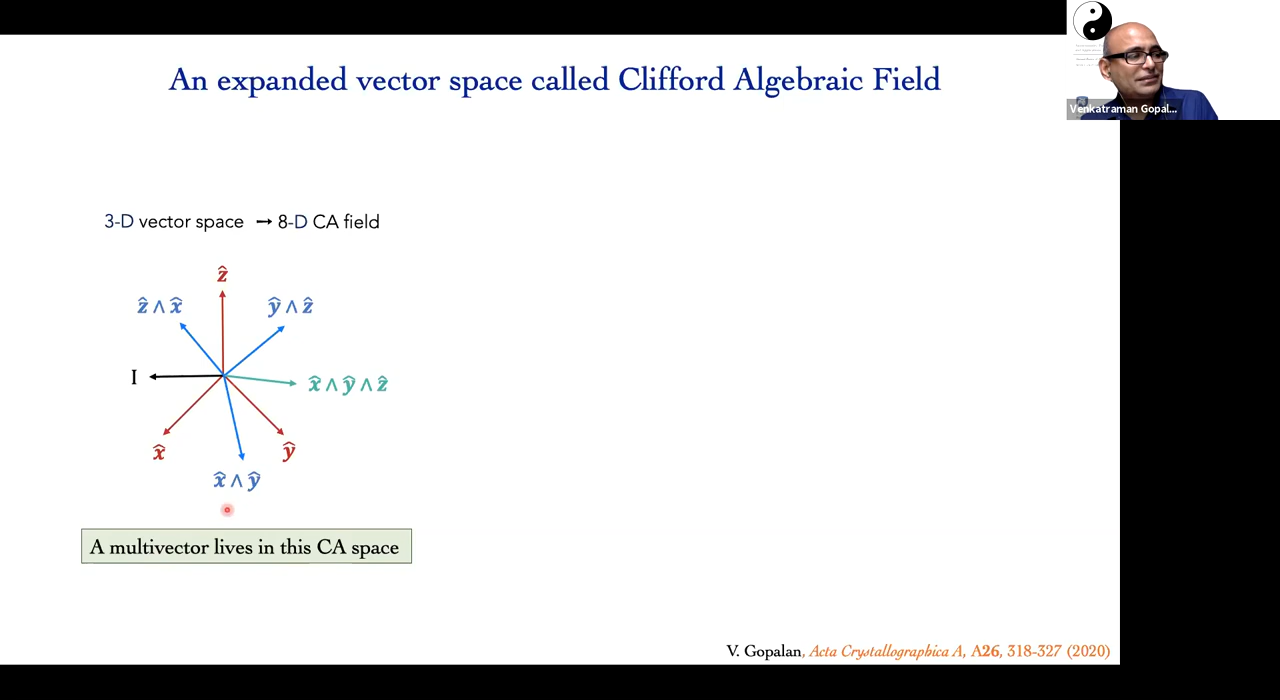 An expanded vector space called Clifford Algebraic Field
Venkatraman Gopal...
3-D vector space → 8-D CA field
ẑ
ẑ ∧ x̂
ŷ ∧ ẑ
I
x̂ ∧ ŷ ∧ ẑ
x̂
ŷ
x̂ ∧ ŷ
A multivector lives in this CA space
V. Gopalan, Acta Crystallographica A, A26, 318-327 (2020)